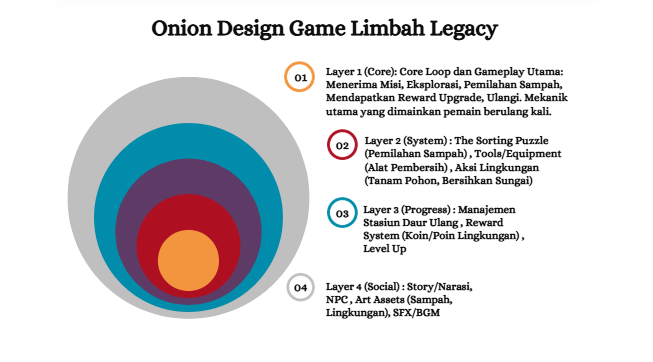 Onion Design Game Limbah Legacy
01
Layer 1 (Core): Core Loop dan Gameplay Utama:
Menerima Misi, Eksplorasi, Pemilahan Sampah,
Mendapatkan Reward Upgrade, Ulangi. Mekanik
utama yang dimainkan pemain berulang kali.
02
Layer 2 (System) : The Sorting Puzzle
(Pemilahan Sampah) , Tools/Equipment
(Alat Pembersih) , Aksi Lingkungan
(Tanam Pohon, Bersihkan Sungai)
03
Layer 3 (Progress) : Manajemen
Stasiun Daur Ulang , Reward
System (Koin/Poin Lingkungan) ,
Level Up
04
Layer 4 (Social) : Story/Narasi,
NPC , Art Assets (Sampah,
Lingkungan), SFX/BGM